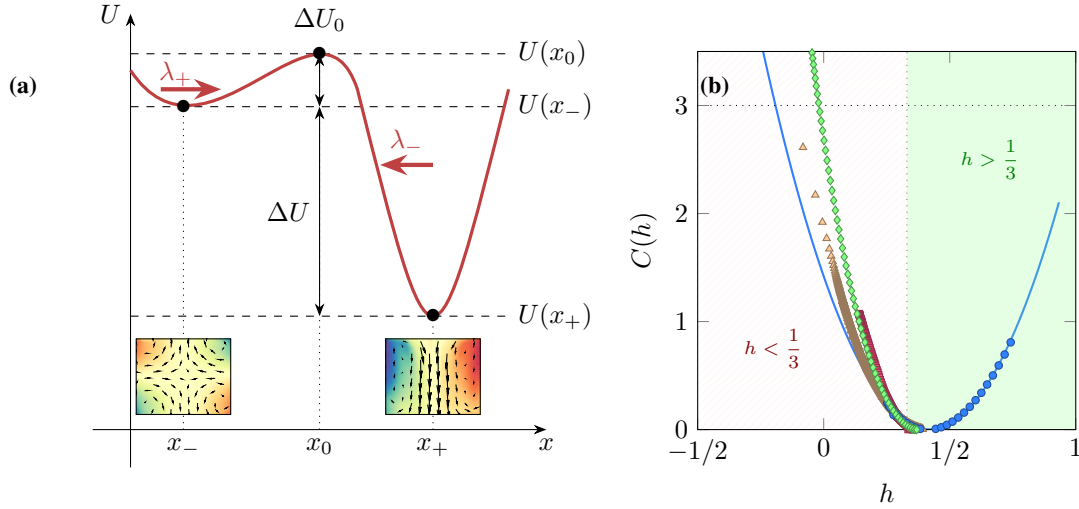 (a)
U
ΔU₀
U(x₀)
λ₊
U(x₋)
λ₋
ΔU
U(x₊)
x₋
x₀
x₊
x
(b)
C(h)
3
2
1
0
h > 1/3
h < 1/3
−1/2
0
1/2
1
h